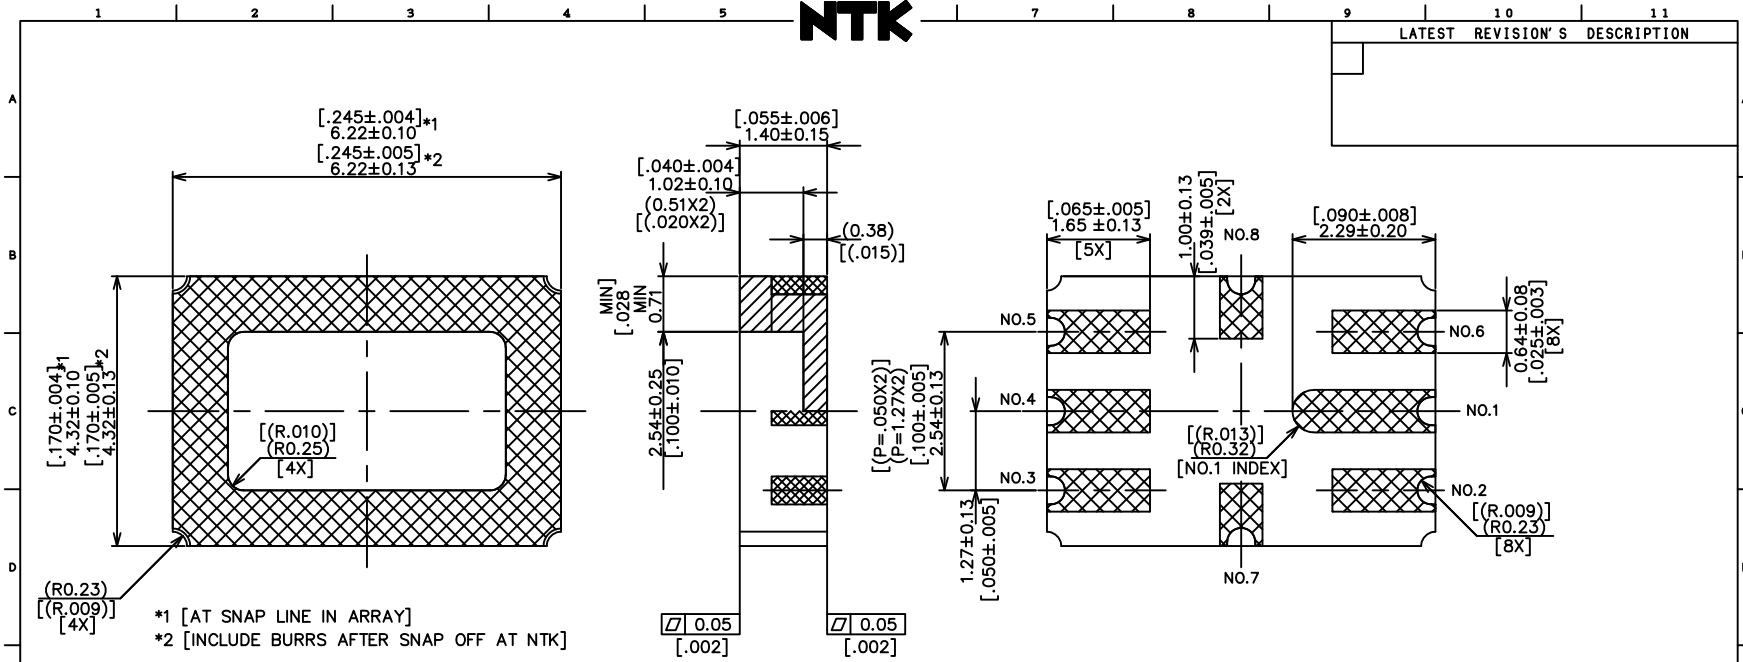 1 2 3 4 5 7 8 9 10 11
NTK
LATEST REVISION'S DESCRIPTION
A
B
C
D
[.245±.004]*1
6.22±0.10
[.245±.005]*2
6.22±0.13
[.170±.004]*1
4.32±0.10
[.170±.005]*2
4.32±0.13
[(R.010)]
(R0.25)
[4X]
(R0.23)
[(R.009)]
[4X]
*1 [AT SNAP LINE IN ARRAY]
*2 [INCLUDE BURRS AFTER SNAP OFF AT NTK]
[.055±.006]
1.40±0.15
[.040±.004]
1.02±0.10
(0.51X2)
[(.020X2)]
(0.38)
[(.015)]
MIN]
[.028
MIN
0.71
2.54±0.25
[.100±.010]
0.05
[.002]
0.05
[.002]
[.065±.005]
1.65±0.13
[5X]
1.00±0.13
[.039±.005]
[2X]
NO.8
[.090±.008]
2.29±0.20
NO.5
NO.6
0.64±0.08
[.025±.003]
[8X]
NO.4
NO.1
[(P=.050X2)]
(P=1.27X2)
[.100±.005]
2.54±0.13
[(R.013)]
(R0.32)
[NO.1 INDEX]
NO.3
NO.2
1.27±0.13
[.050±.005]
[(R.009)]
(R0.23)
[8X]
NO.7